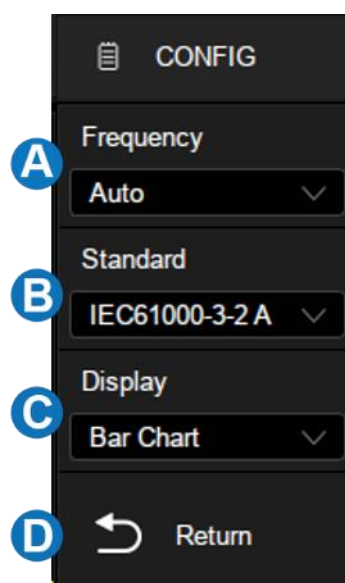 CONFIG
Frequency
A
Auto
Standard
B
IEC61000-3-2 A
Display
C
Bar Chart
D
Return